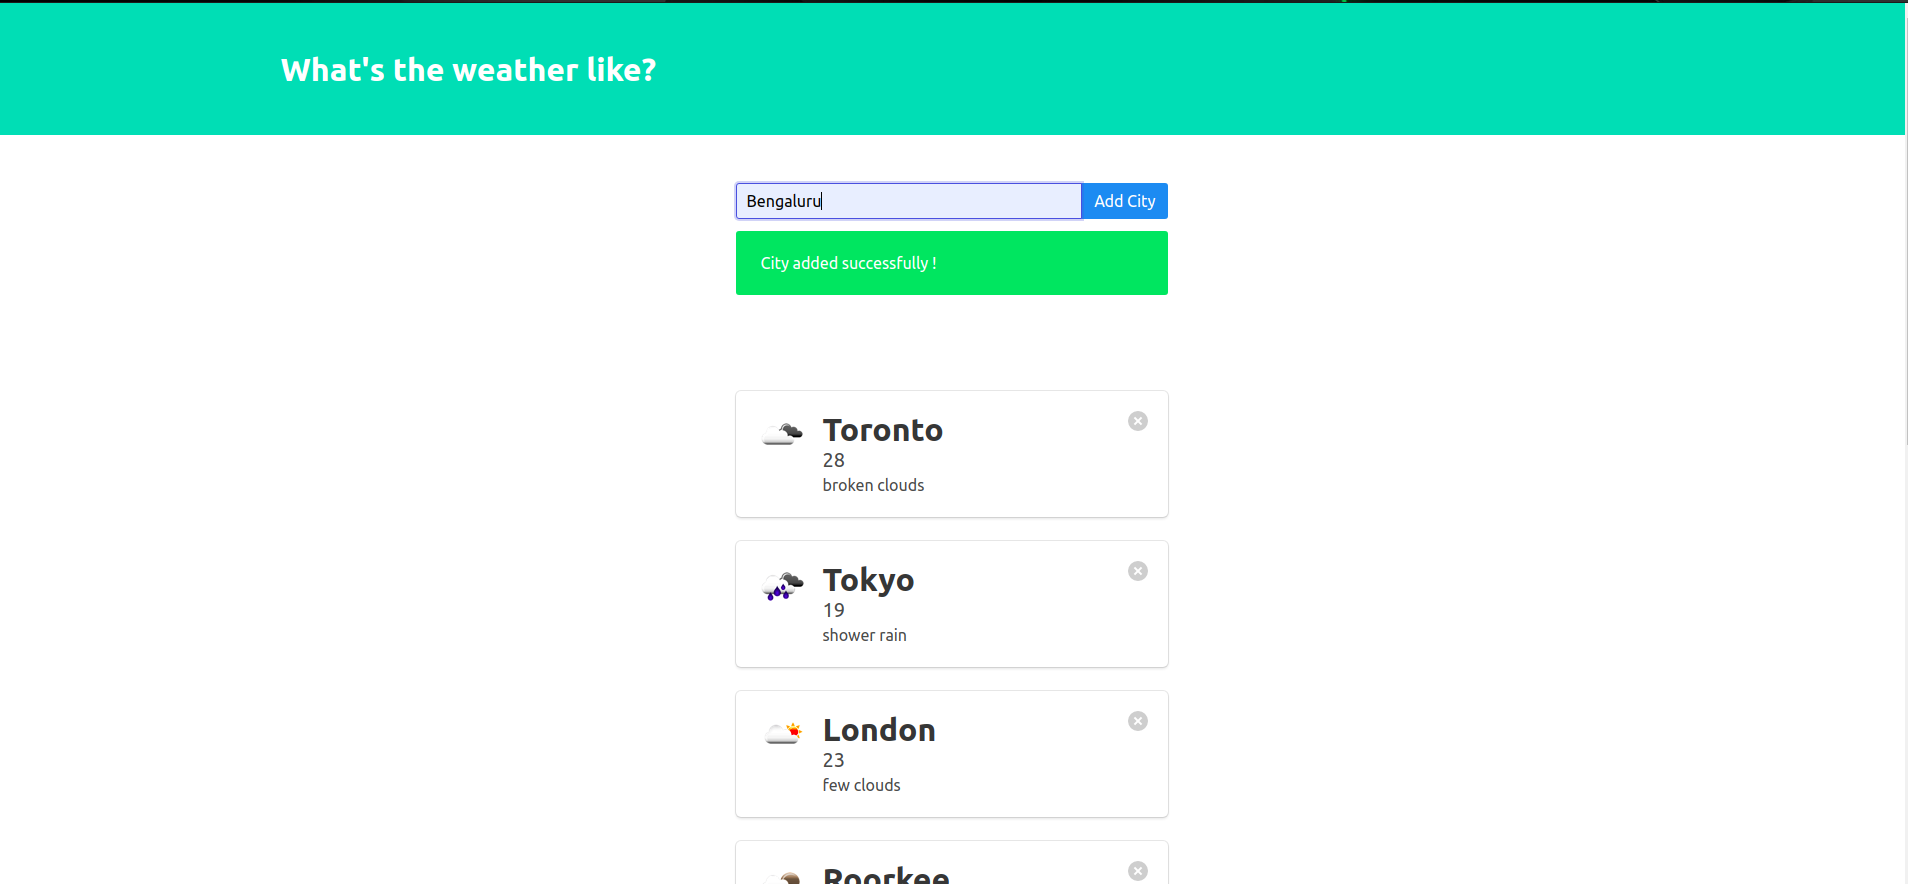 What's the weather like?
Bengaluru
Add City
City added successfully !
Toronto
28
broken clouds
Tokyo
19
shower rain
London
23
few clouds
Roorkee